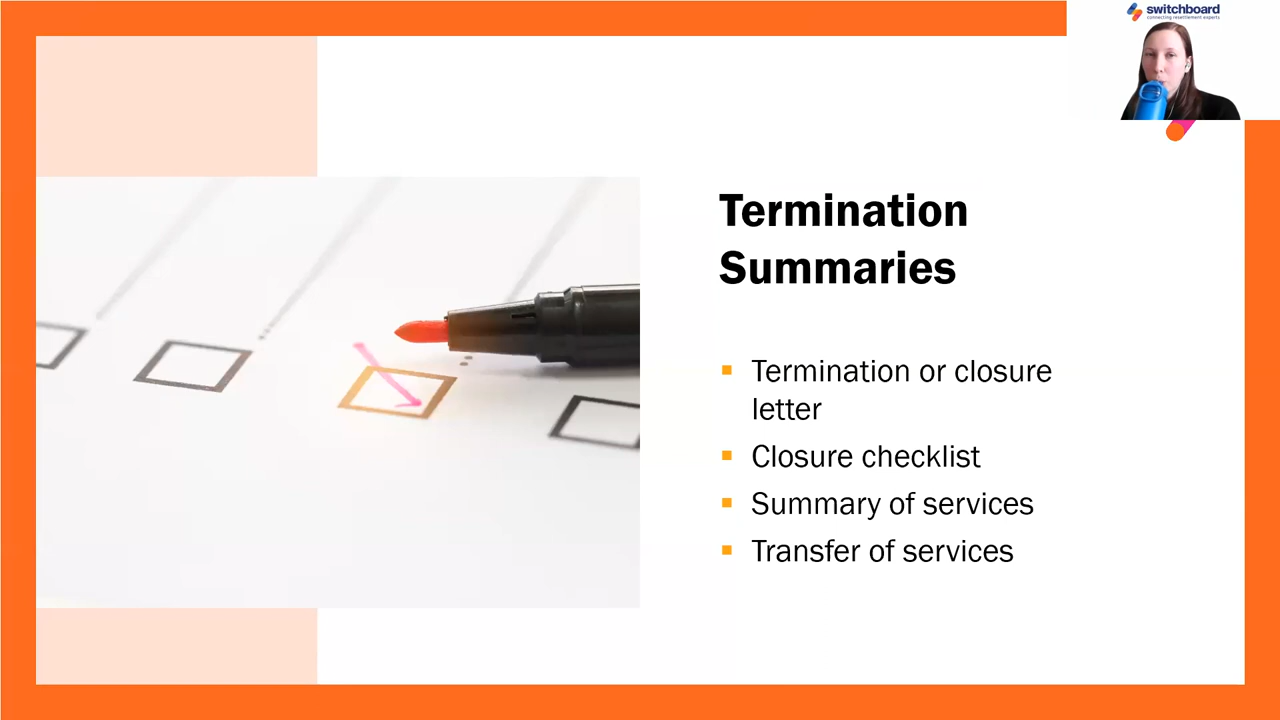 switchboard
connecting resettlement experts
Termination
Summaries
Termination or closure
letter
Closure checklist
Summary of services
Transfer of services